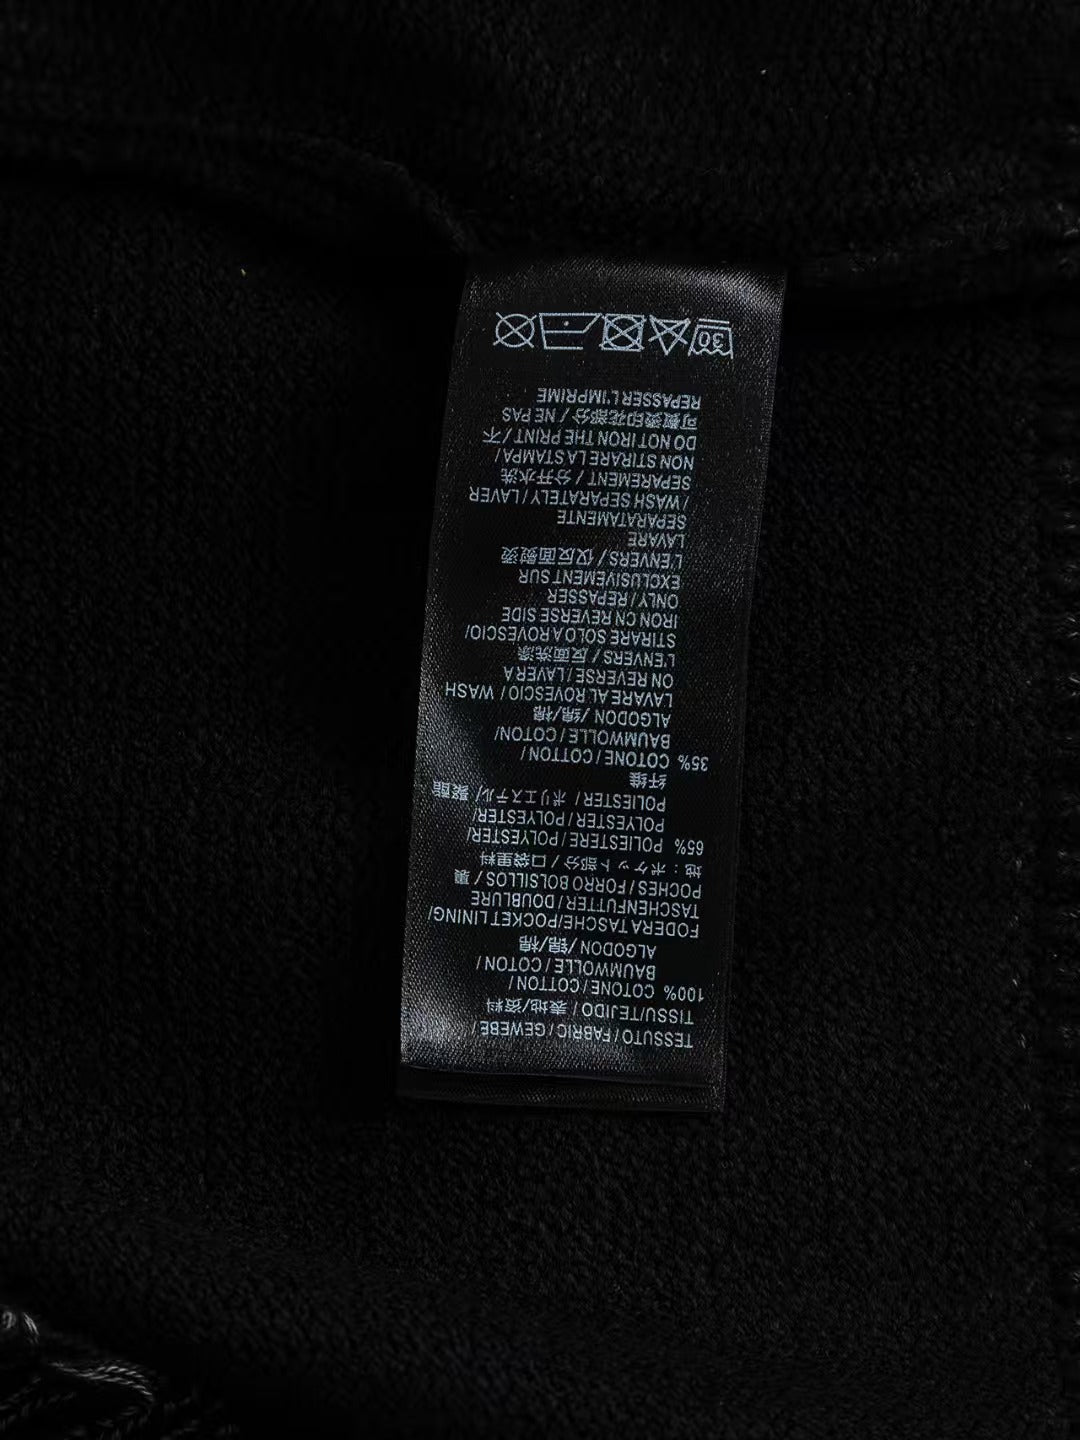 TESSUTO / FABRIC / GEWEBE /
TISSU/TEJIDO / 表地/资料
100% COTONE / COTTON /
BAUMWOLLE / COTON /
ALGODON / 綿/棉
FODERA TASCHE/POCKET LINING/
TASCHENFUTTER / DOUBLURE
POCHES / FORRO BOLSILLOS / 裏
地:ポケット部分 / 口袋里料
65% POLIESTERE / POLYESTER/
POLYESTER / POLYESTER/
POLIESTER / ポリエステル/ 聚酯
纤维
35% COTONE / COTTON /
BAUMWOLLE / COTON/
ALGODON / 綿/棉
LAVARE AL ROVESCIO / WASH
ON REVERSE / LAVER A
L'ENVERS / 反面洗涤
STIRARE SOLO A ROVESCIO/
IRON CN REVERSE SIDE
ONLY / REPASSER
EXCLUSIVEMENT SUR
L'ENVERS / 仅反面熨烫
LAVARE
SEPARATAMENTE
/ WASH SEPARATELY / LAVER
SEPAREMENT / 分开水洗
NON STIRARE LA STAMPA/
DO NOT IRON THE PRINT / 不
可熨烫印花部分 / NE PAS
REPASSER L'IMPRIME
30